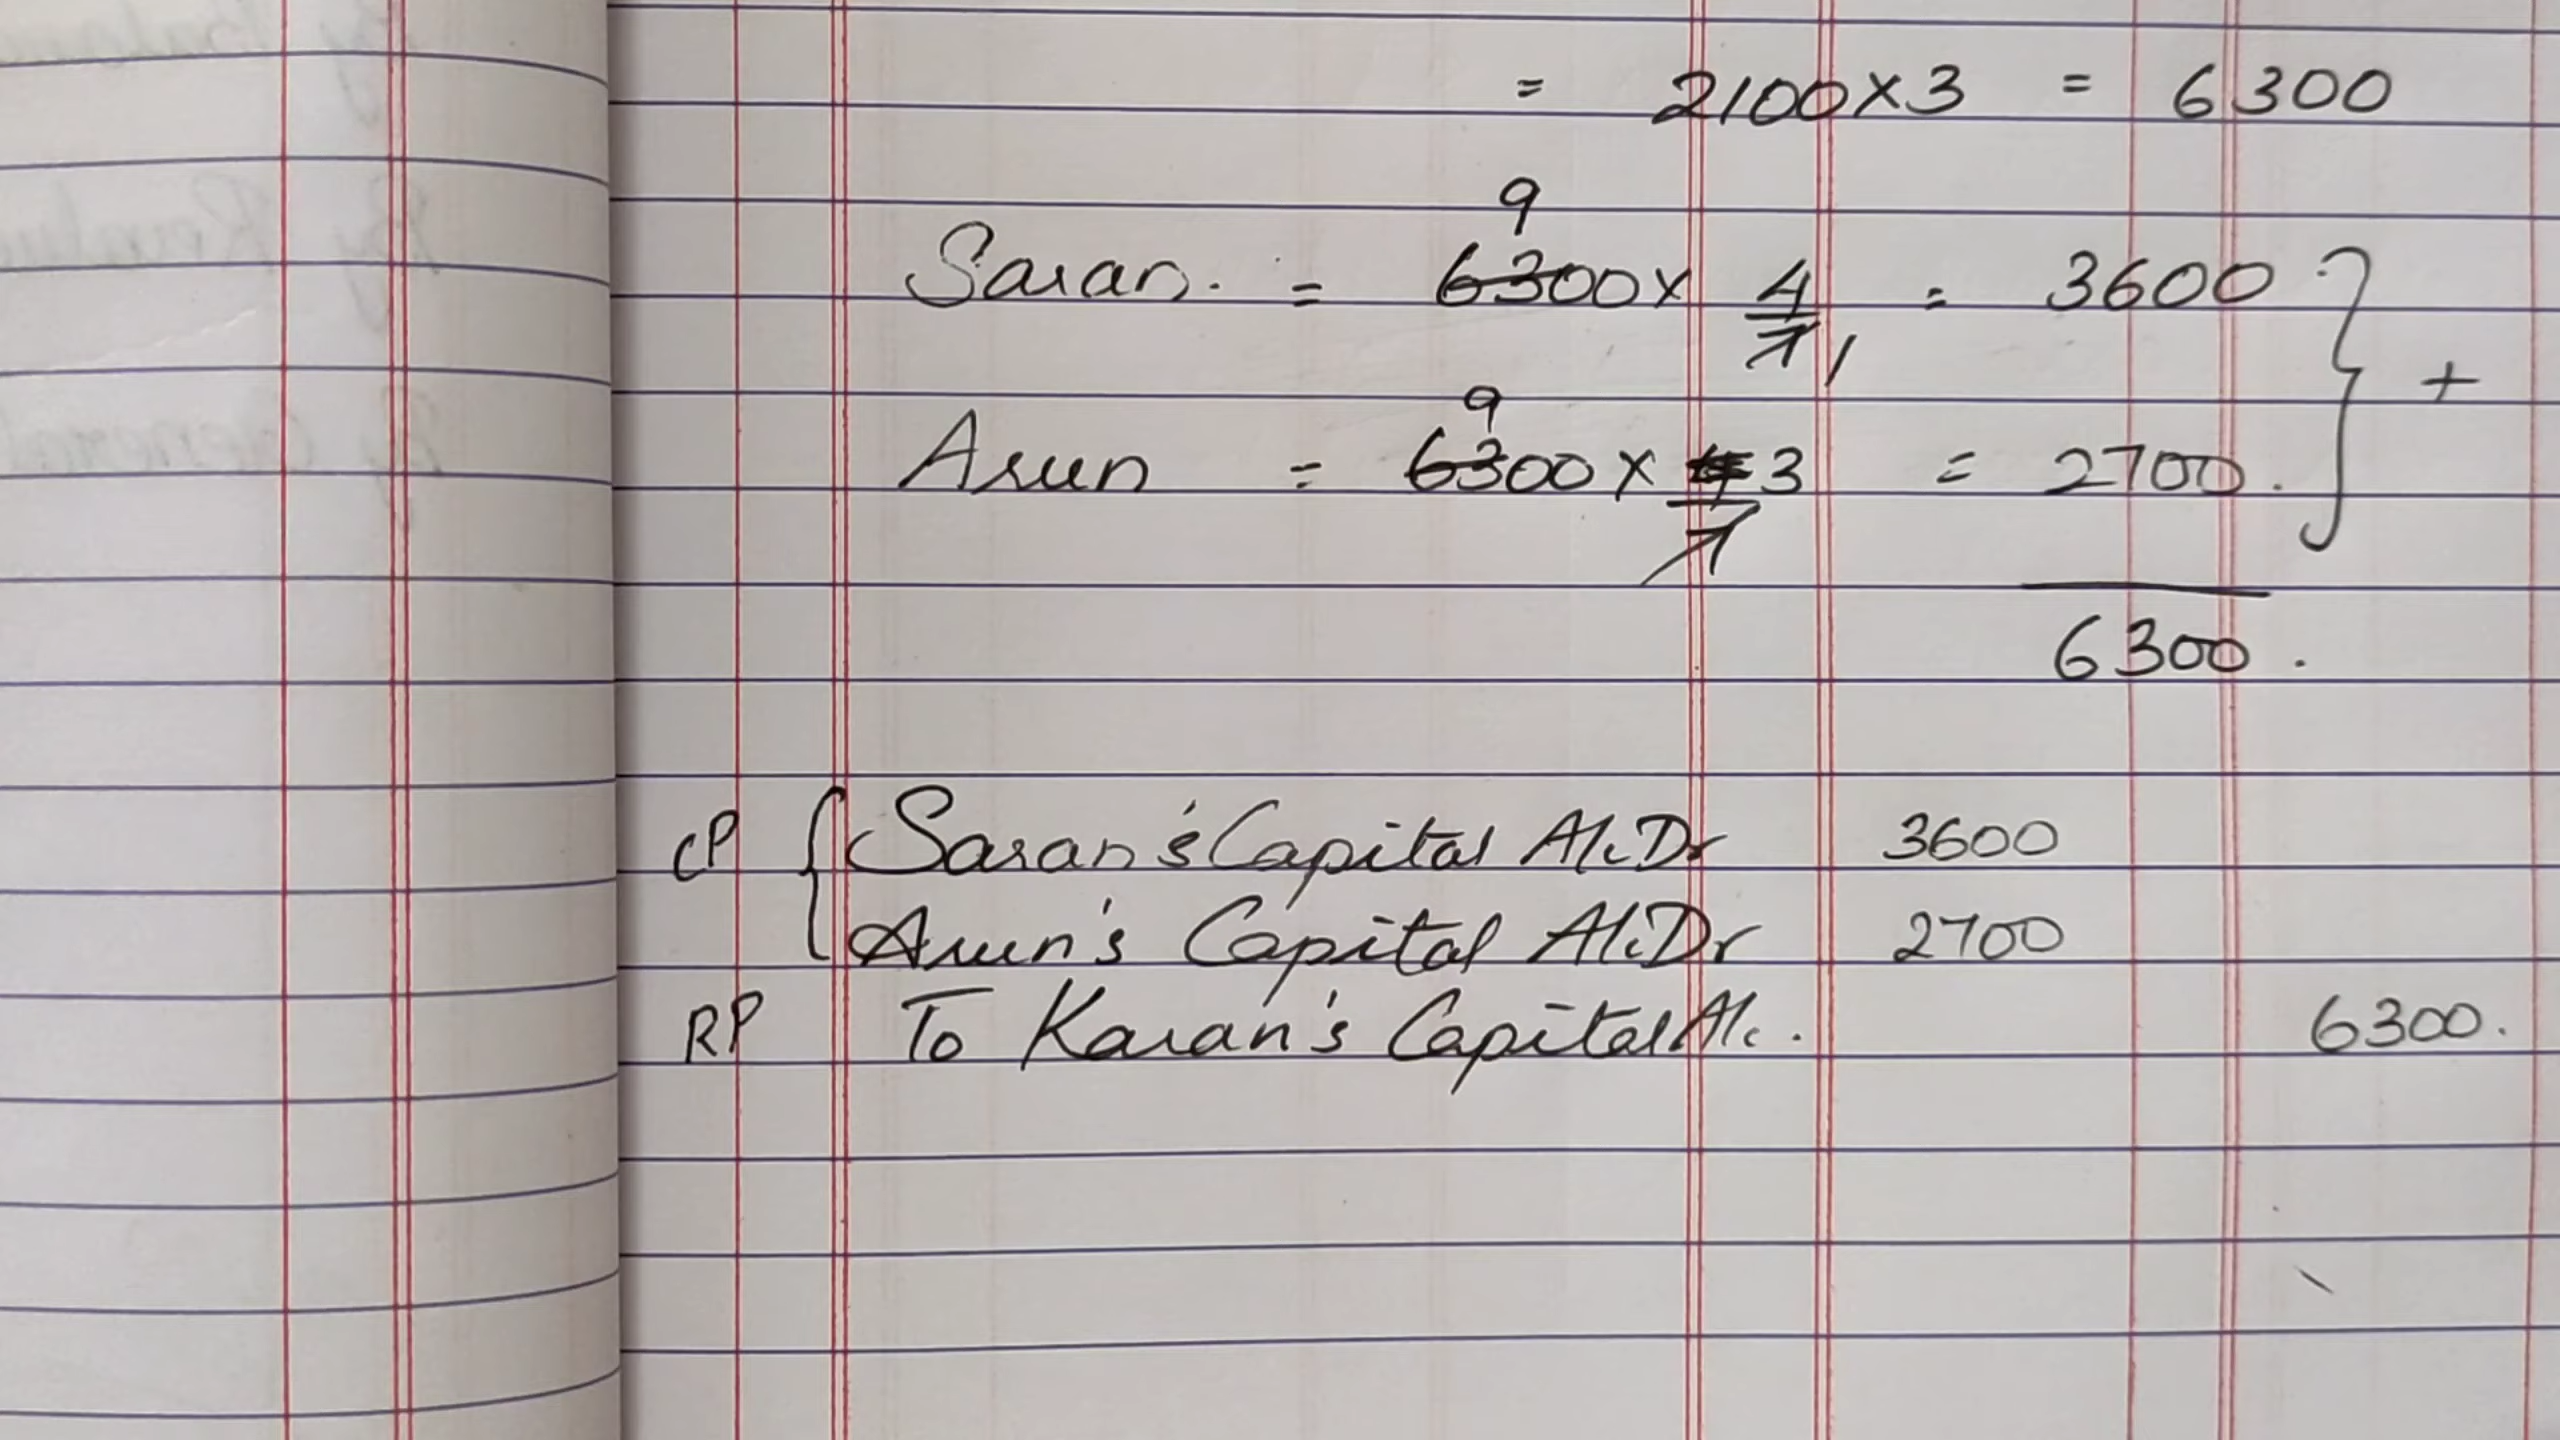 = 2100 x 3 = 6300
9
Saran. = 6300 x 4/7 1 = 3600 } +
9
Arun = 6300 x 3/7 = 2700.
6300.
CP { Saran's Capital A/c Dr 3600
Arun's Capital A/c Dr 2700
RP To Karan's Capital A/c. 6300.